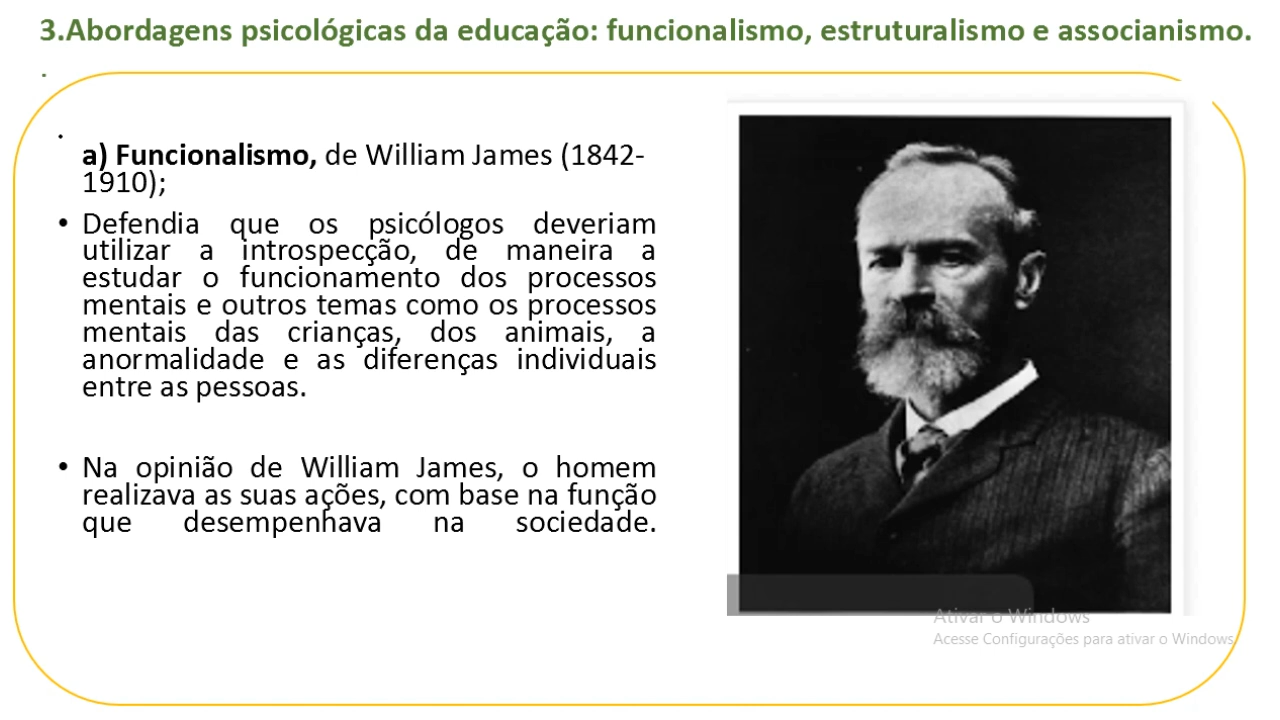 3.Abordagens psicológicas da educação: funcionalismo, estruturalismo e associanismo.
.
•
a) Funcionalismo, de William James (1842-
1910);
• Defendia que os psicólogos deveriam
utilizar a introspecção, de maneira a
estudar o funcionamento dos processos
mentais e outros temas como os processos
mentais das crianças, dos animais, a
anormalidade e as diferenças individuais
entre as pessoas.
• Na opinião de William James, o homem
realizava as suas ações, com base na função
que desempenhava na sociedade.
Ativar o Windows
Acesse Configurações para ativar o Windows